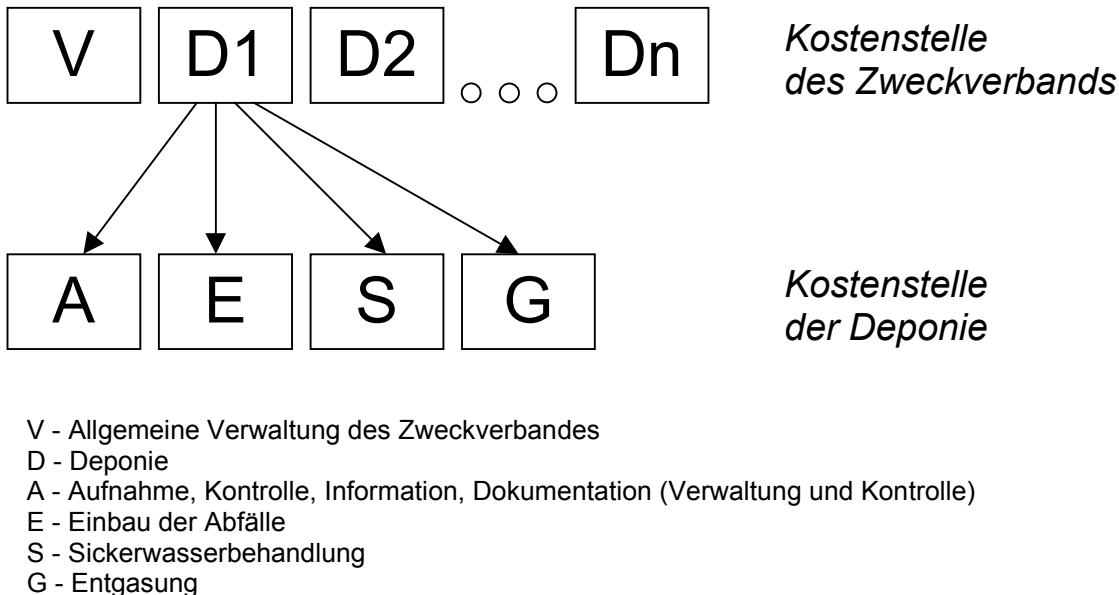 V D1 D2 Dn
Kostenstelle
des Zweckverbands
A E S G
Kostenstelle
der Deponie
V - Allgemeine Verwaltung des Zweckverbandes
D - Deponie
A - Aufnahme, Kontrolle, Information, Dokumentation (Verwaltung und Kontrolle)
E - Einbau der Abfälle
S - Sickerwasserbehandlung
G - Entgasung